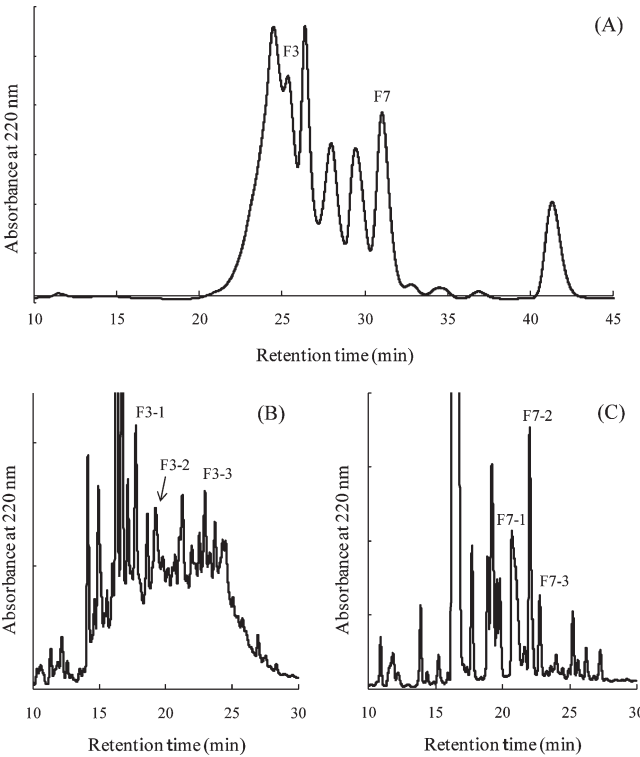 (A)
F3
F7
Absorbance at 220 nm
10 15 20 25 30 35 40 45
Retention time (min)
(B)
F3-1
F3-2
F3-3
Absorbance at 220 nm
10 15 20 25 30
Retention time (min)
(C)
F7-2
F7-1
F7-3
Absorbance at 220 nm
10 15 20 25 30
Retention time (min)